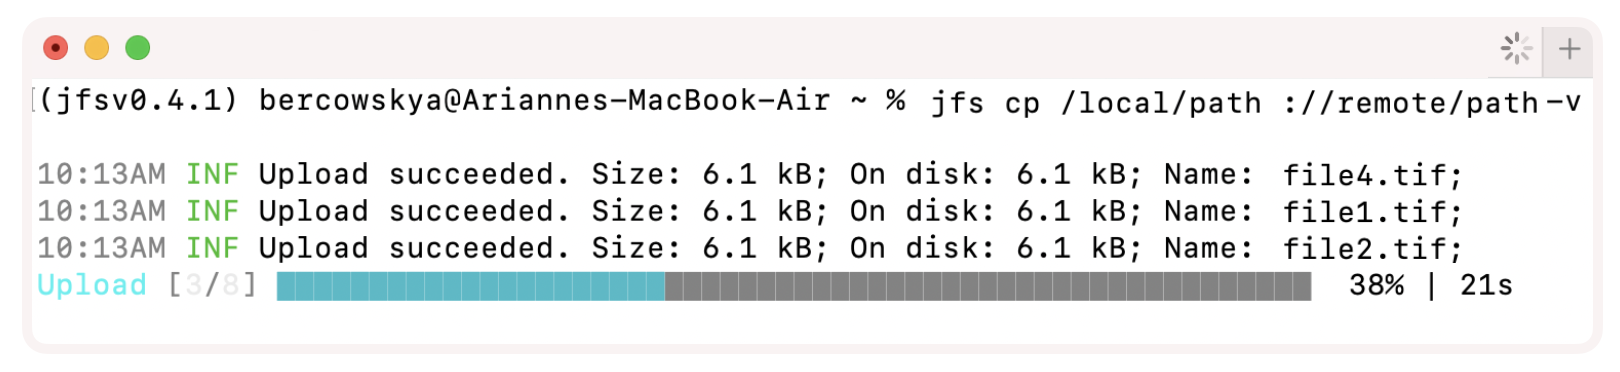 (jfsv0.4.1) bercowskya@Ariannes-MacBook-Air ~ % jfs cp /local/path ://remote/path -v
10:13AM INF Upload succeeded. Size: 6.1 kB; On disk: 6.1 kB; Name: file4.tif;
10:13AM INF Upload succeeded. Size: 6.1 kB; On disk: 6.1 kB; Name: file1.tif;
10:13AM INF Upload succeeded. Size: 6.1 kB; On disk: 6.1 kB; Name: file2.tif;
Upload [3/8] 38% | 21s